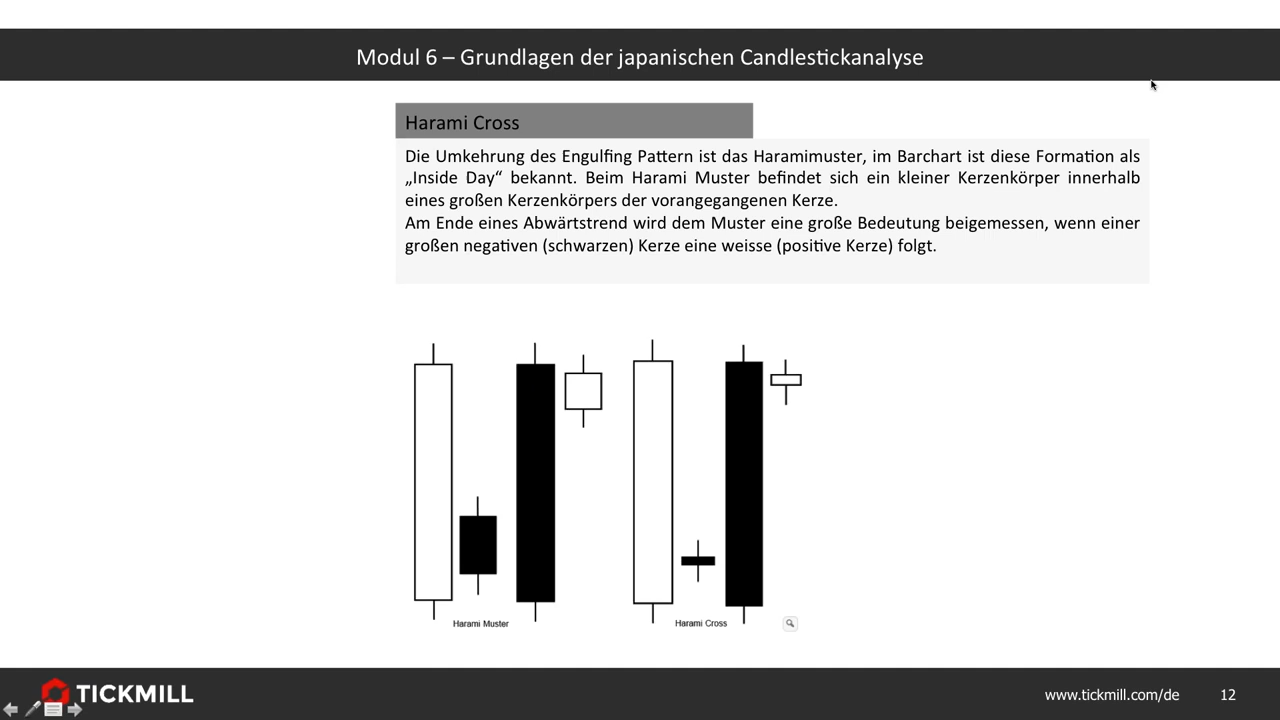 Modul 6 – Grundlagen der japanischen Candlestickanalyse
Harami Cross
Die Umkehrung des Engulfing Pattern ist das Haramimuster, im Barchart ist diese Formation als
„Inside Day“ bekannt. Beim Harami Muster befindet sich ein kleiner Kerzenkörper innerhalb
eines großen Kerzenkörpers der vorangegangenen Kerze.
Am Ende eines Abwärtstrend wird dem Muster eine große Bedeutung beigemessen, wenn einer
großen negativen (schwarzen) Kerze eine weisse (positive Kerze) folgt.
Harami Muster
Harami Cross
TICKMILL
www.tickmill.com/de
12